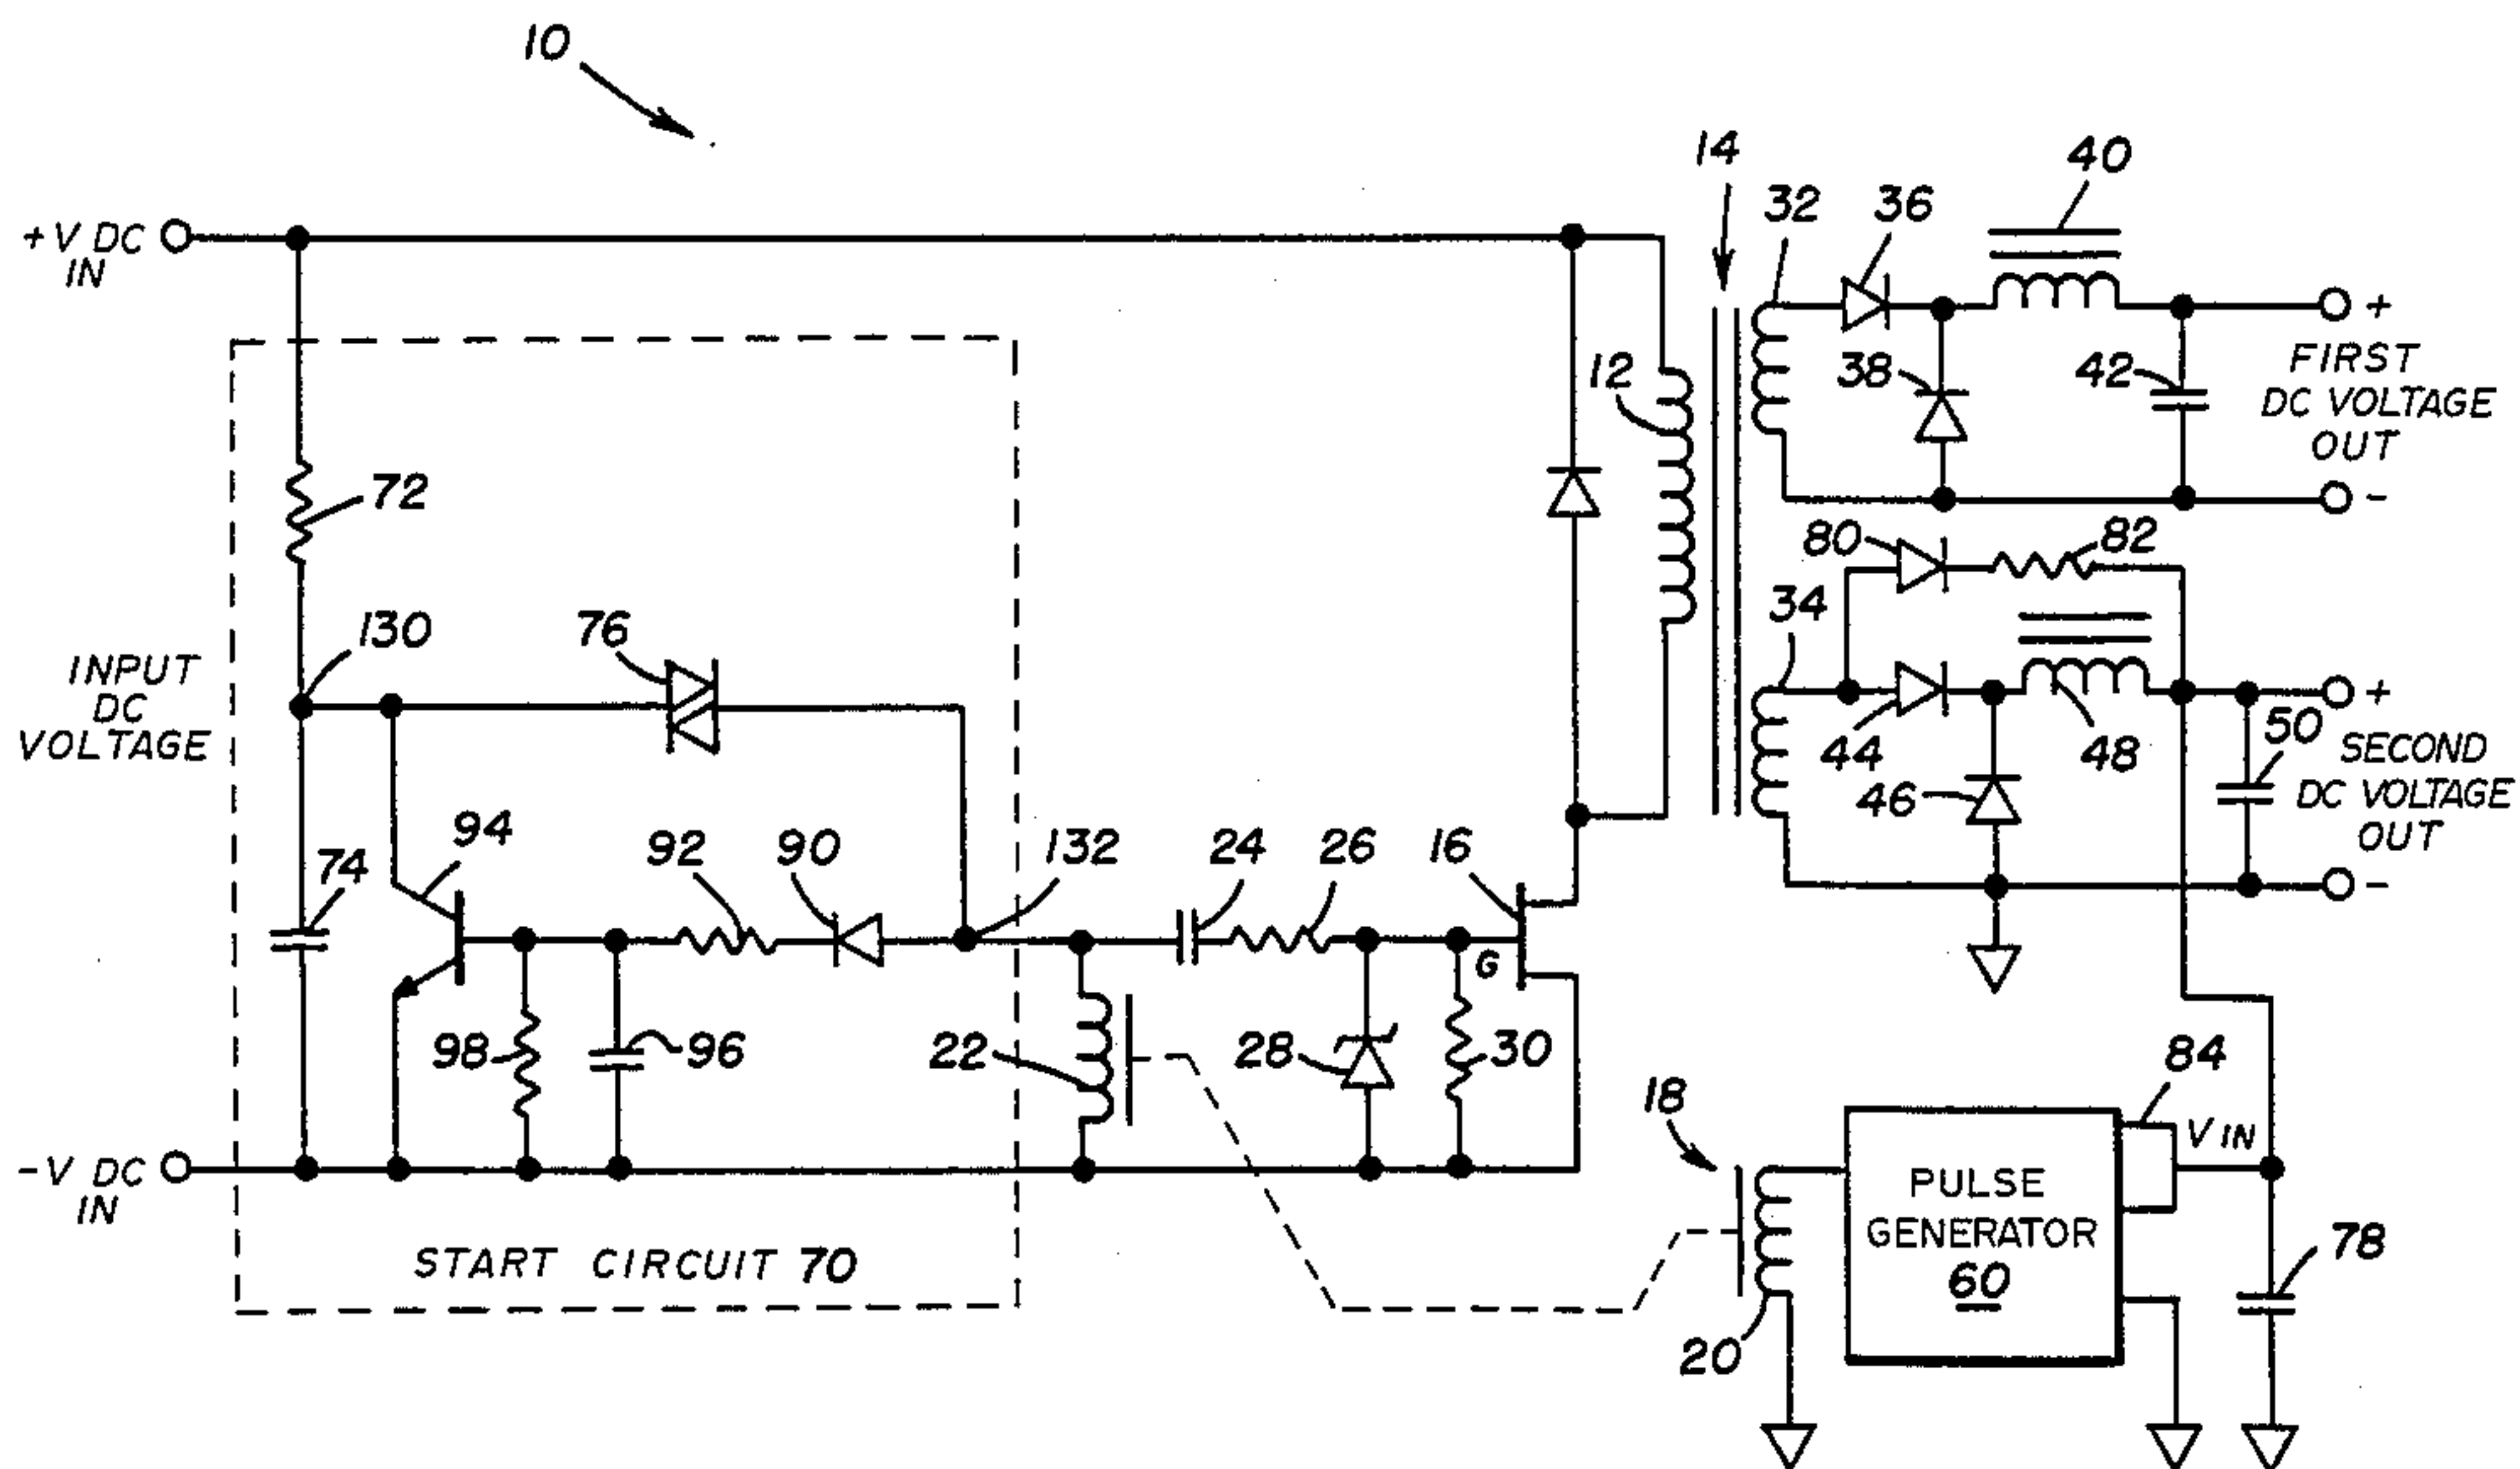 10
14
40
32
36
+V DC
IN
+
38
42
FIRST
DC VOLTAGE
OUT
12
-
72
80
82
34
130
76
INPUT
DC
VOLTAGE
+
44
48
50
SECOND
DC VOLTAGE
OUT
46
94
92
90
132
24
26
16
74
-
G
98
96
22
28
30
84
18
V IN
-V DC
IN
PULSE
GENERATOR
60
78
START CIRCUIT 70
20